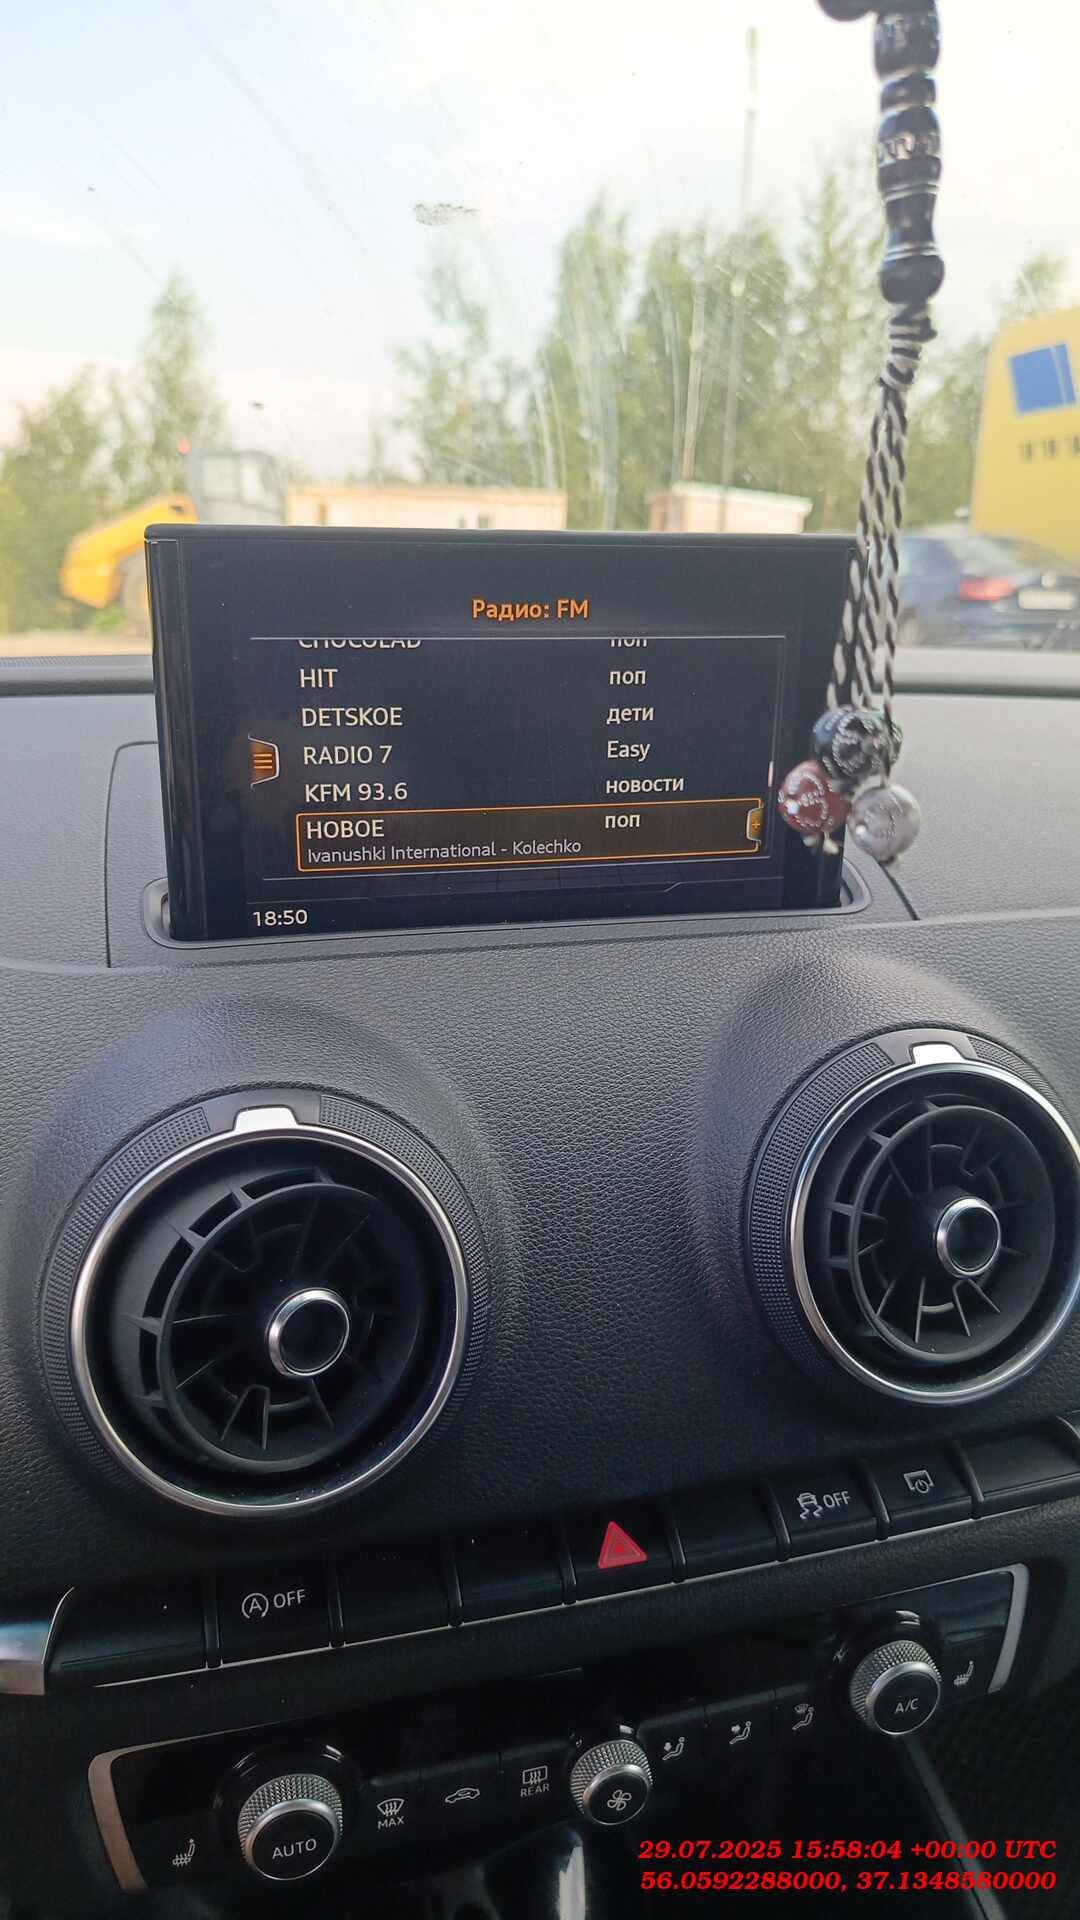 Радио: FM
CHOCOLAD поп
HIT поп
DETSKOE дети
RADIO 7 Easy
KFM 93.6 новости
НОВОЕ поп
Ivanushki International - Kolechko
18:50
OFF
OFF
A/C
REAR
MAX
AUTO
29.07.2025 15:58:04 +00:00 UTC
56.0592288000, 37.1348580000